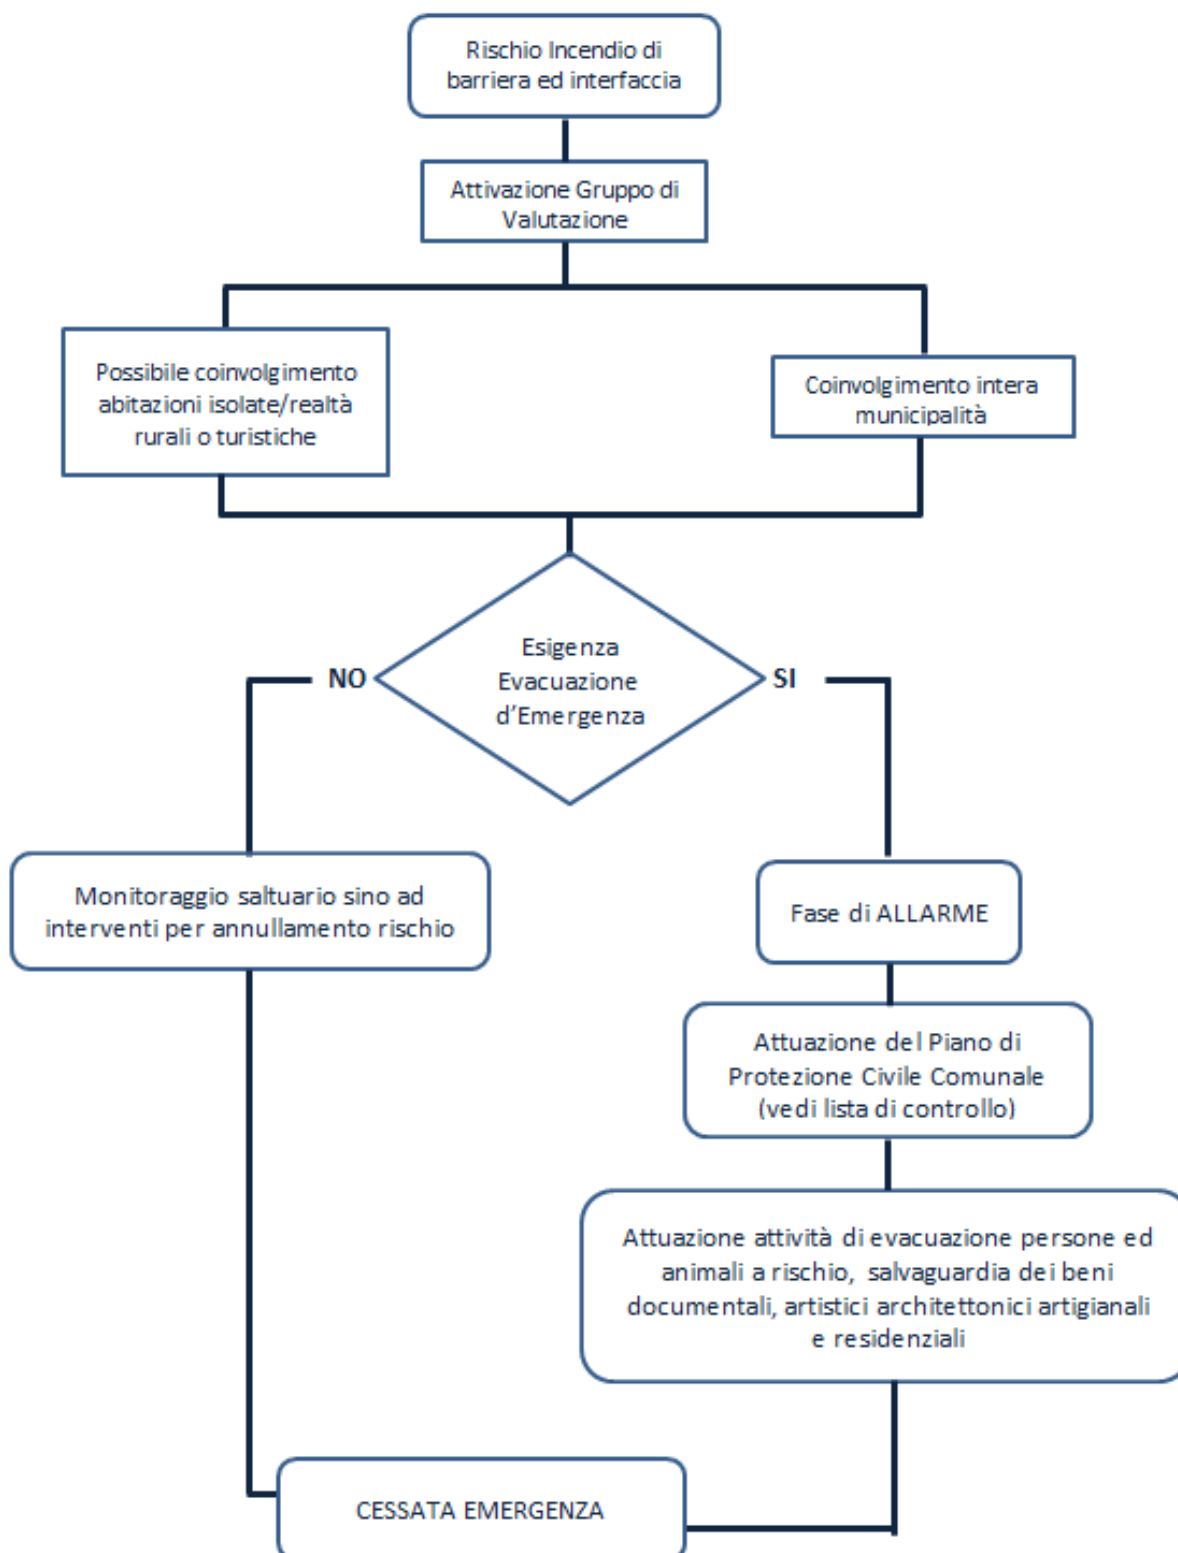 Rischio Incendio di
barriera ed interfaccia
Attivazione Gruppo di
Valutazione
Possibile coinvolgimento
abitazioni isolate/realtà
rurali o turistiche
Coinvolgimento intera
municipalità
Esigenza
Evacuazione
d’Emergenza
NO
SI
Monitoraggio saltuario sino ad
interventi per annullamento rischio
Fase di ALLARME
Attuazione del Piano di
Protezione Civile Comunale
(vedi lista di controllo)
Attuazione attività di evacuazione persone ed
animali a rischio, salvaguardia dei beni
documentali, artistici architettonici artigianali
e residenziali
CESSATA EMERGENZA